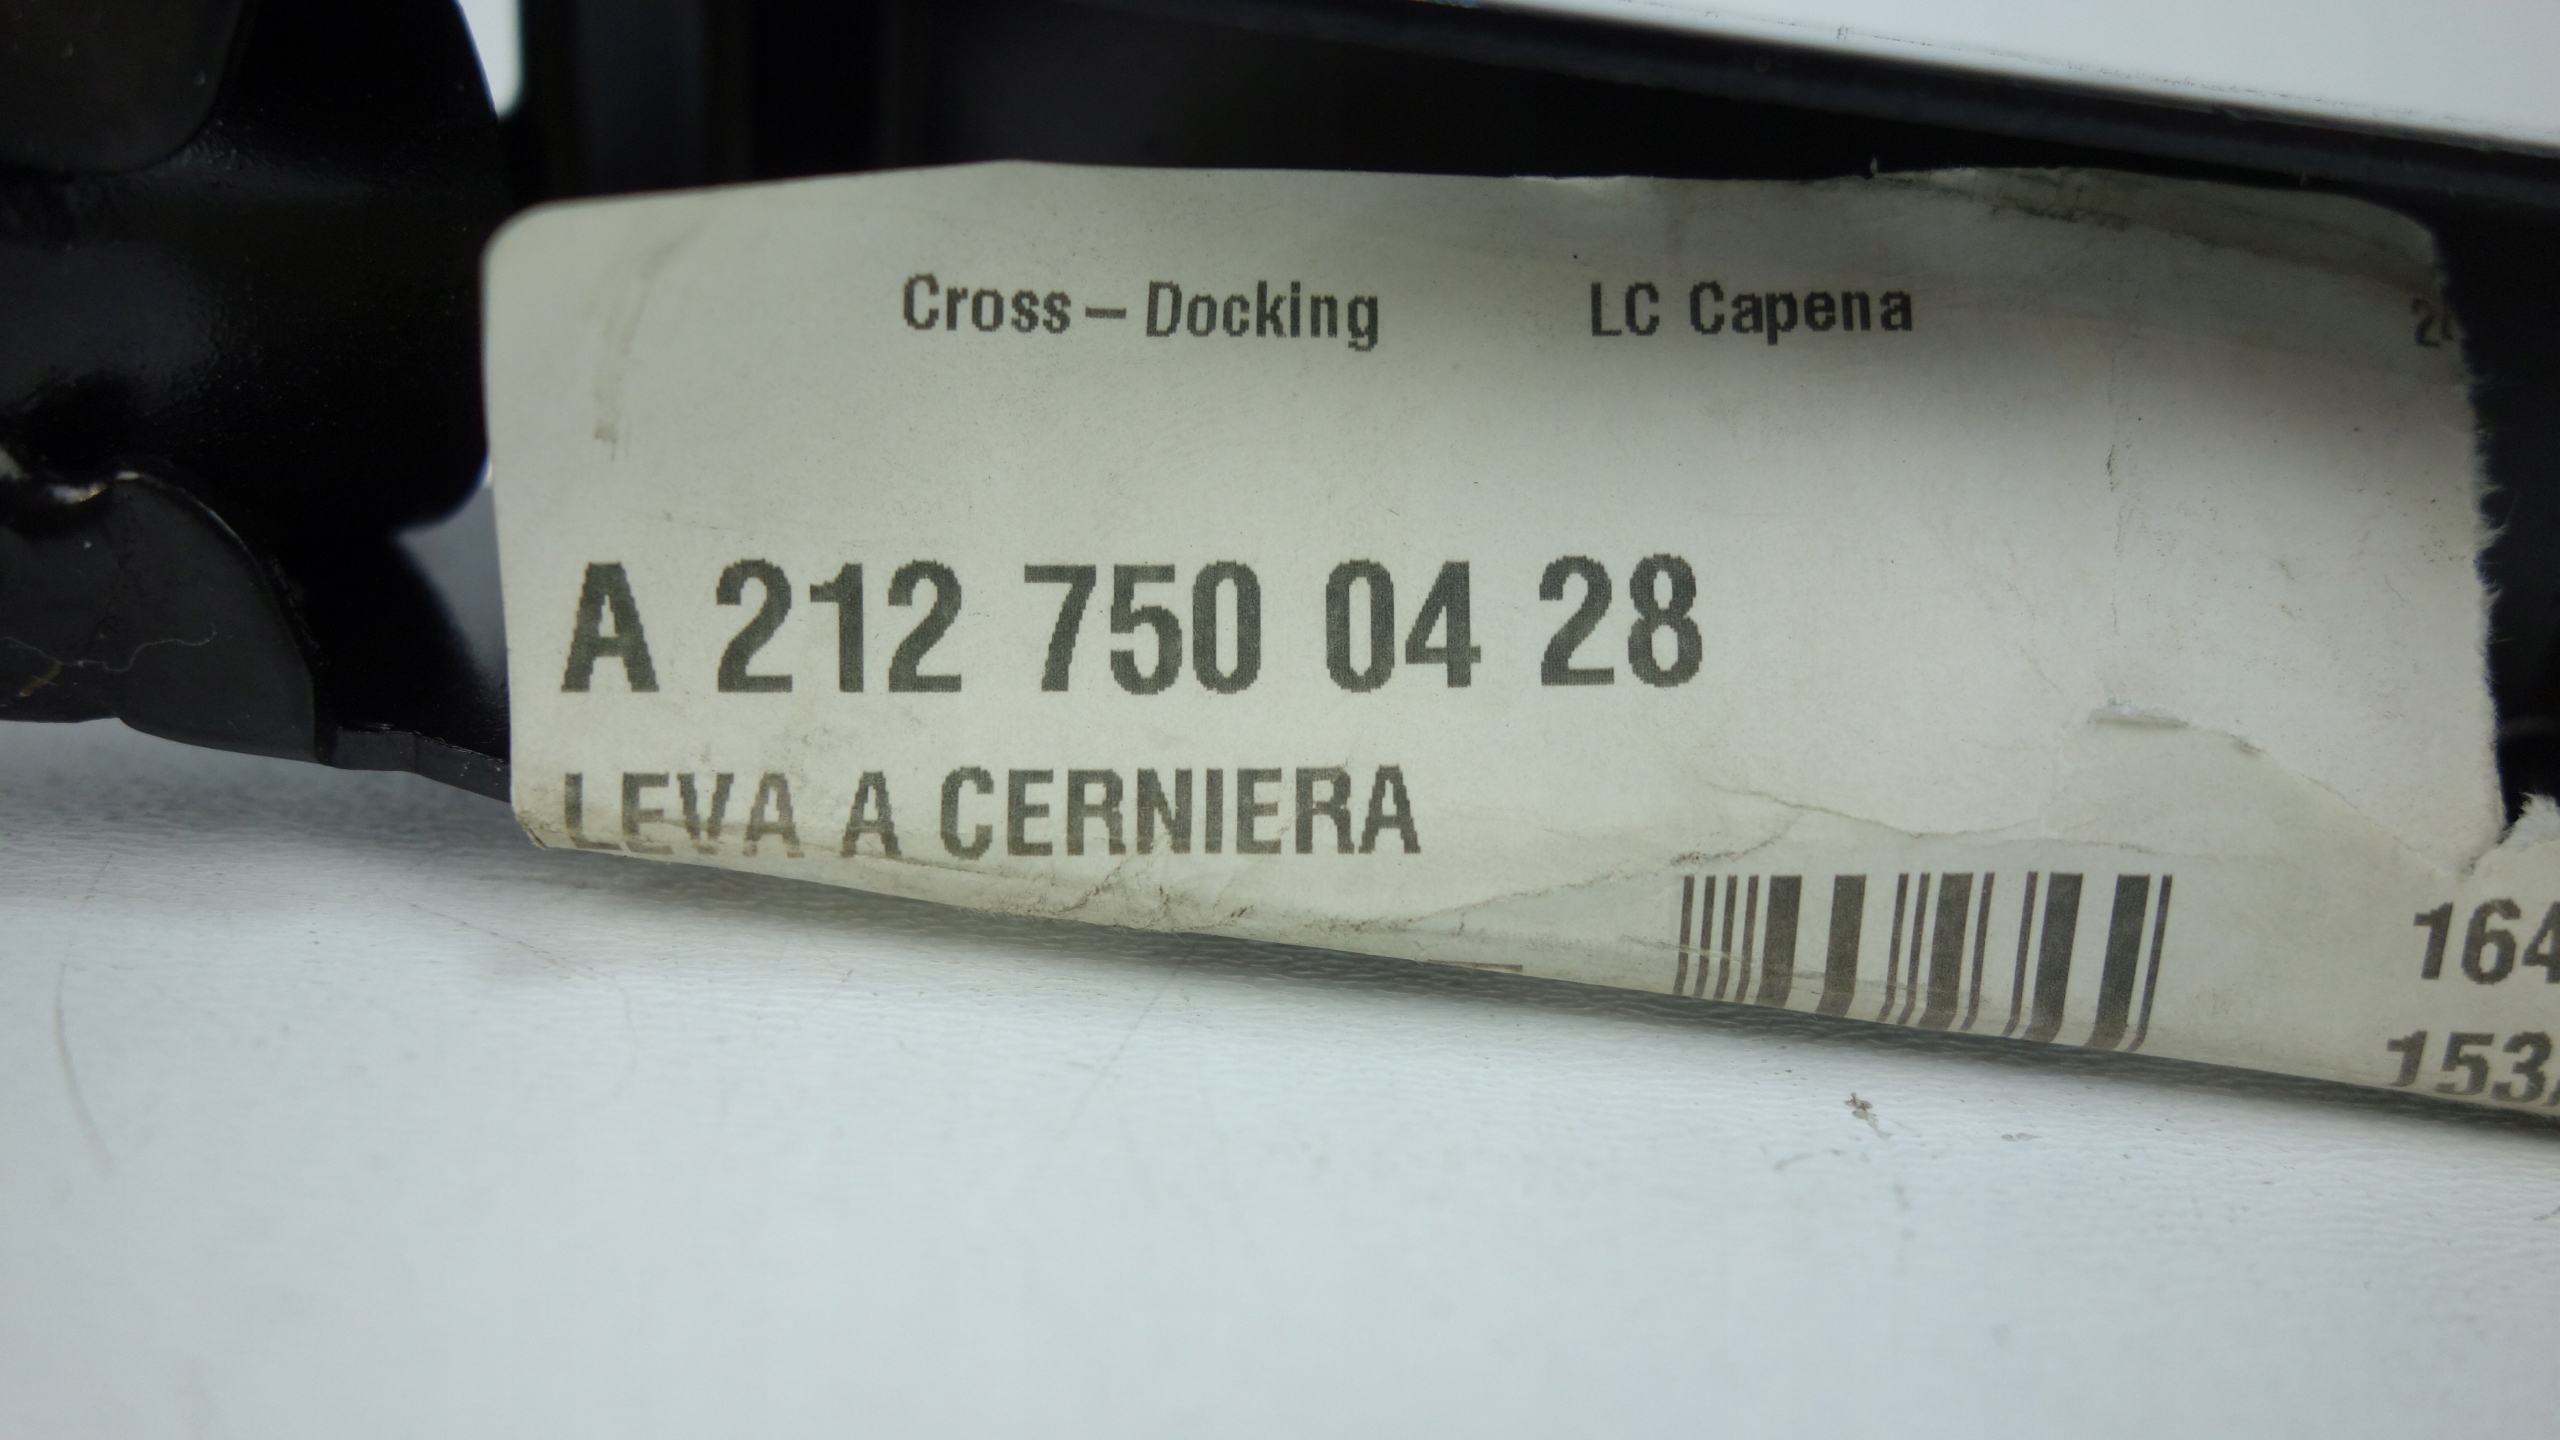 Cross-Docking LC Capena
A 212 750 04 28
LEVA A CERNIERA
164
153